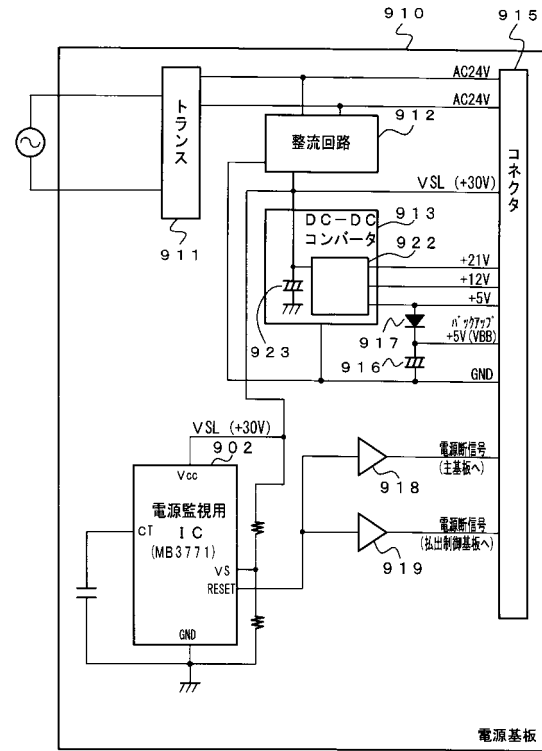 910
915
AC24V
AC24V
トランス
整流回路
912
コネクタ
VSL (+30V)
911
DC-DC
コンバータ
913
922
+21V
+12V
+5V
917
バックアップ
+5V(VBB)
923
916
GND
VSL (+30V)
902
Vcc
電源断信号
(主基板へ)
918
電源監視用
IC
(MB3771)
CT
VS
RESET
電源断信号
(払出制御基板へ)
919
GND
電源基板